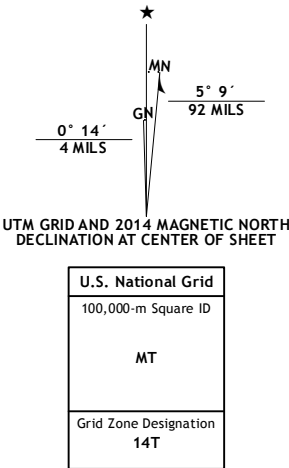 MN
5° 9´
92 MILS
GN
0° 14´
4 MILS
UTM GRID AND 2014 MAGNETIC NORTH
DECLINATION AT CENTER OF SHEET
U.S. National Grid
100,000-m Square ID
MT
Grid Zone Designation
14T